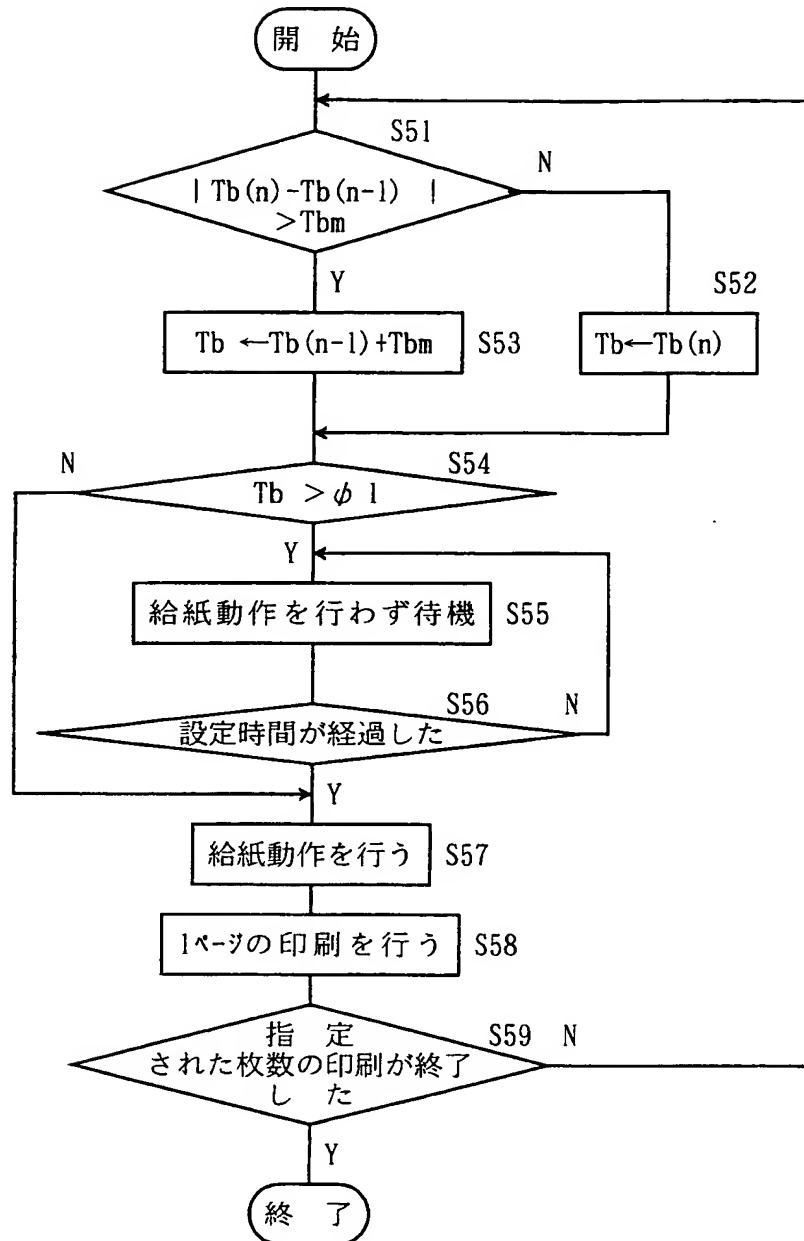 開 始
S51
| Tb(n)-Tb(n-1) |
>Tbm
N
Y
S52
Tb ←Tb(n-1)+Tbm
S53
Tb←Tb(n)
N
S54
Tb >φ1
Y
給紙動作を行わず待機
S55
S56
設定時間が経過した
N
Y
給紙動作を行う
S57
1ページの印刷を行う
S58
指 定
された枚数の印刷が終了
し た
S59
N
Y
終 了